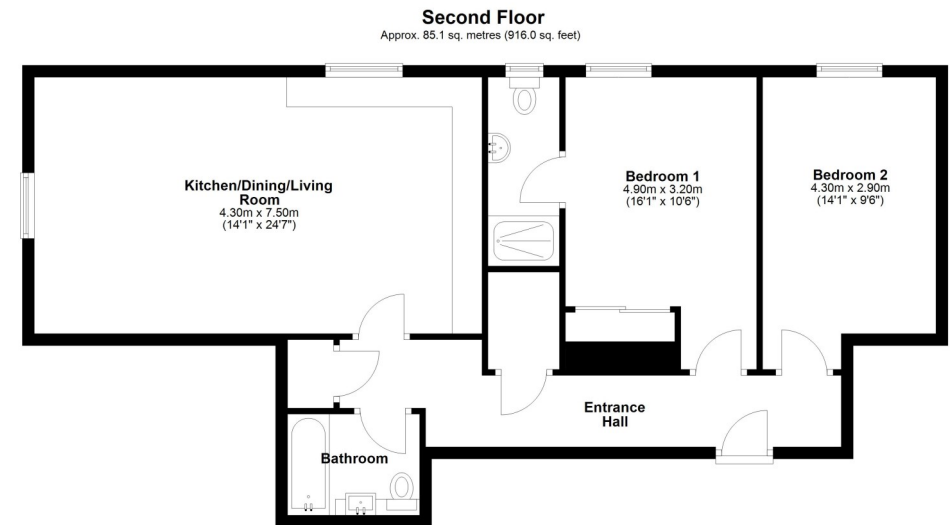 Second Floor
Approx. 85.1 sq. metres (916.0 sq. feet)
Kitchen/Dining/Living
Room
4.30m x 7.50m
(14'1" x 24'7")
Bedroom 1
4.90m x 3.20m
(16'1" x 10'6")
Bedroom 2
4.30m x 2.90m
(14'1" x 9'6")
Entrance
Hall
Bathroom